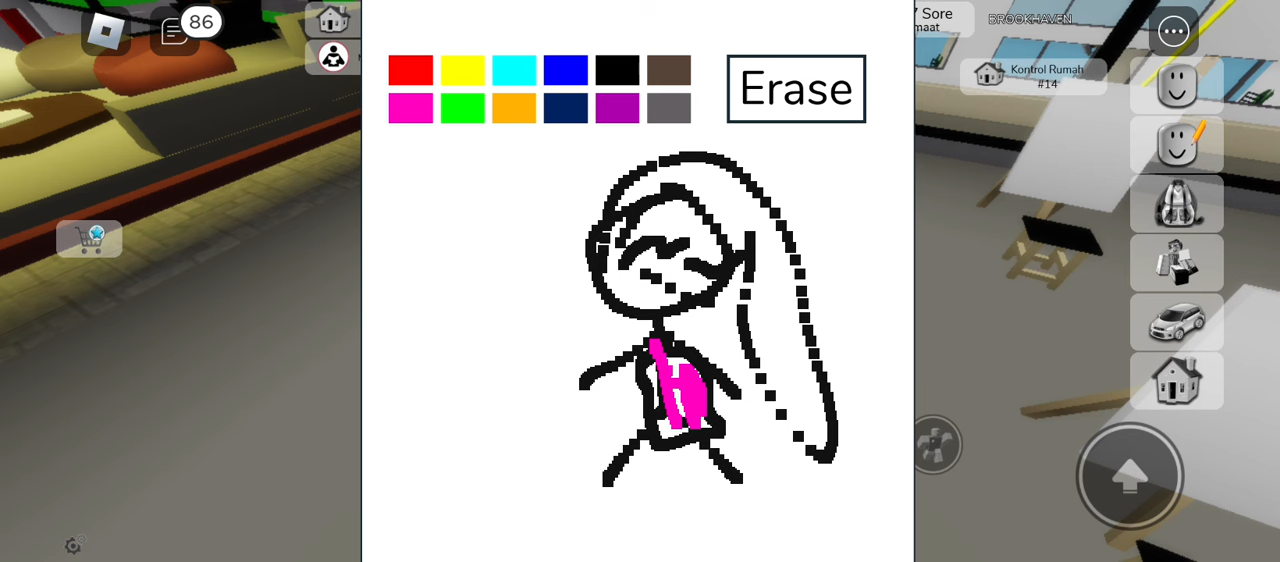 86
Erase
Sore
maat
BROOKHAVEN
Kontrol Rumah
#14